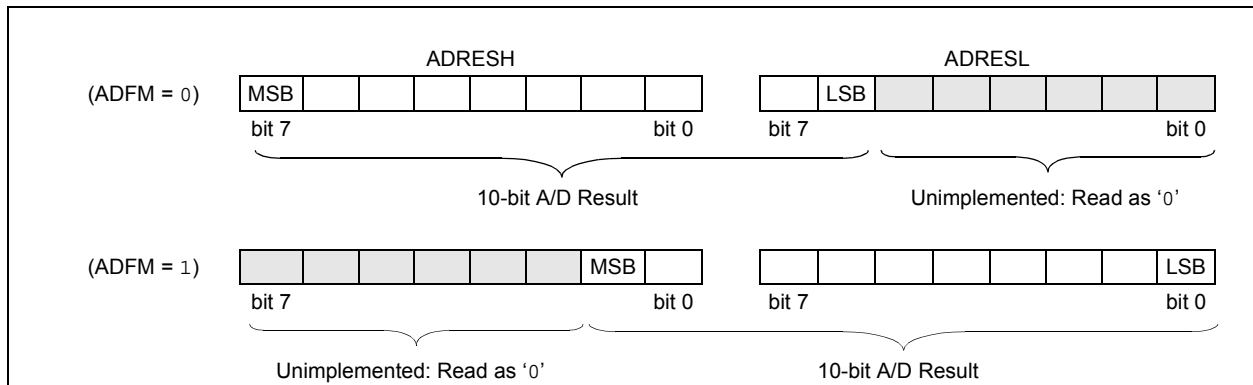 ADRESH ADRESL
(ADFM = 0) MSB LSB
bit 7 bit 0 bit 7 bit 0
10-bit A/D Result Unimplemented: Read as ‘0’
(ADFM = 1) MSB LSB
bit 7 bit 0 bit 7 bit 0
Unimplemented: Read as ‘0’ 10-bit A/D Result